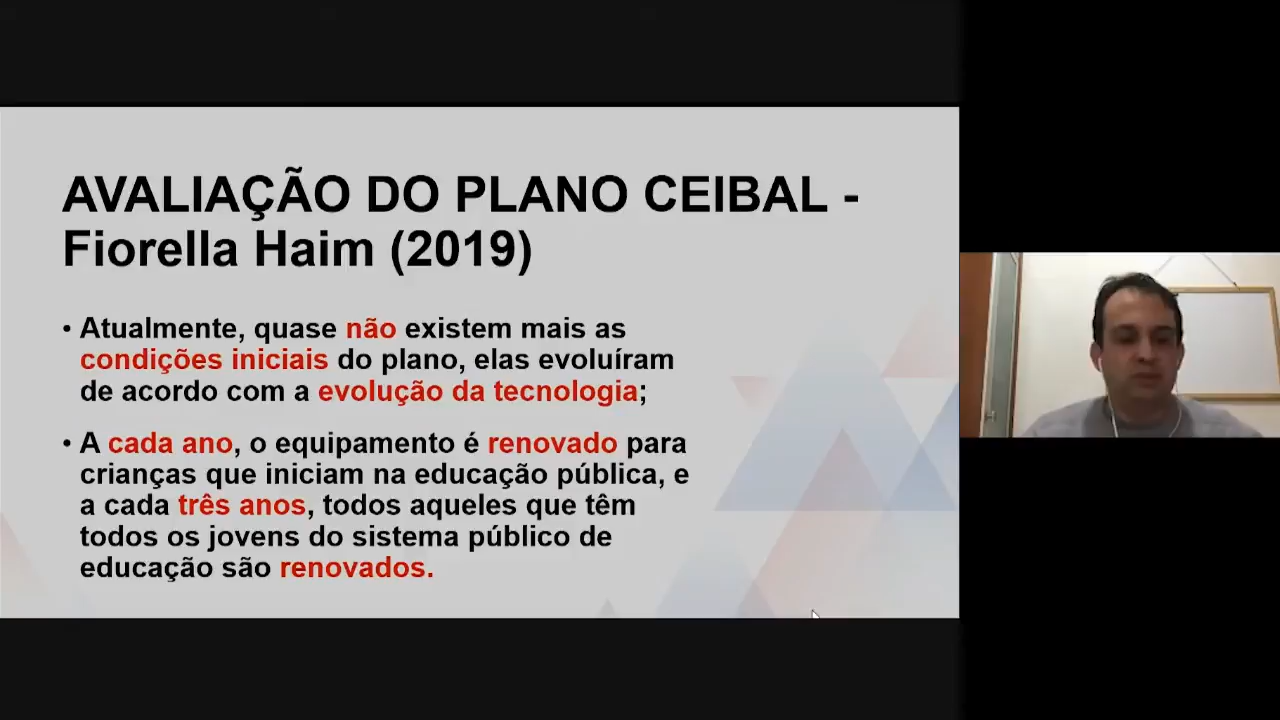 AVALIAÇÃO DO PLANO CEIBAL -
Fiorella Haim (2019)
• Atualmente, quase não existem mais as
condições iniciais do plano, elas evoluíram
de acordo com a evolução da tecnologia;
• A cada ano, o equipamento é renovado para
crianças que iniciam na educação pública, e
a cada três anos, todos aqueles que têm
todos os jovens do sistema público de
educação são renovados.